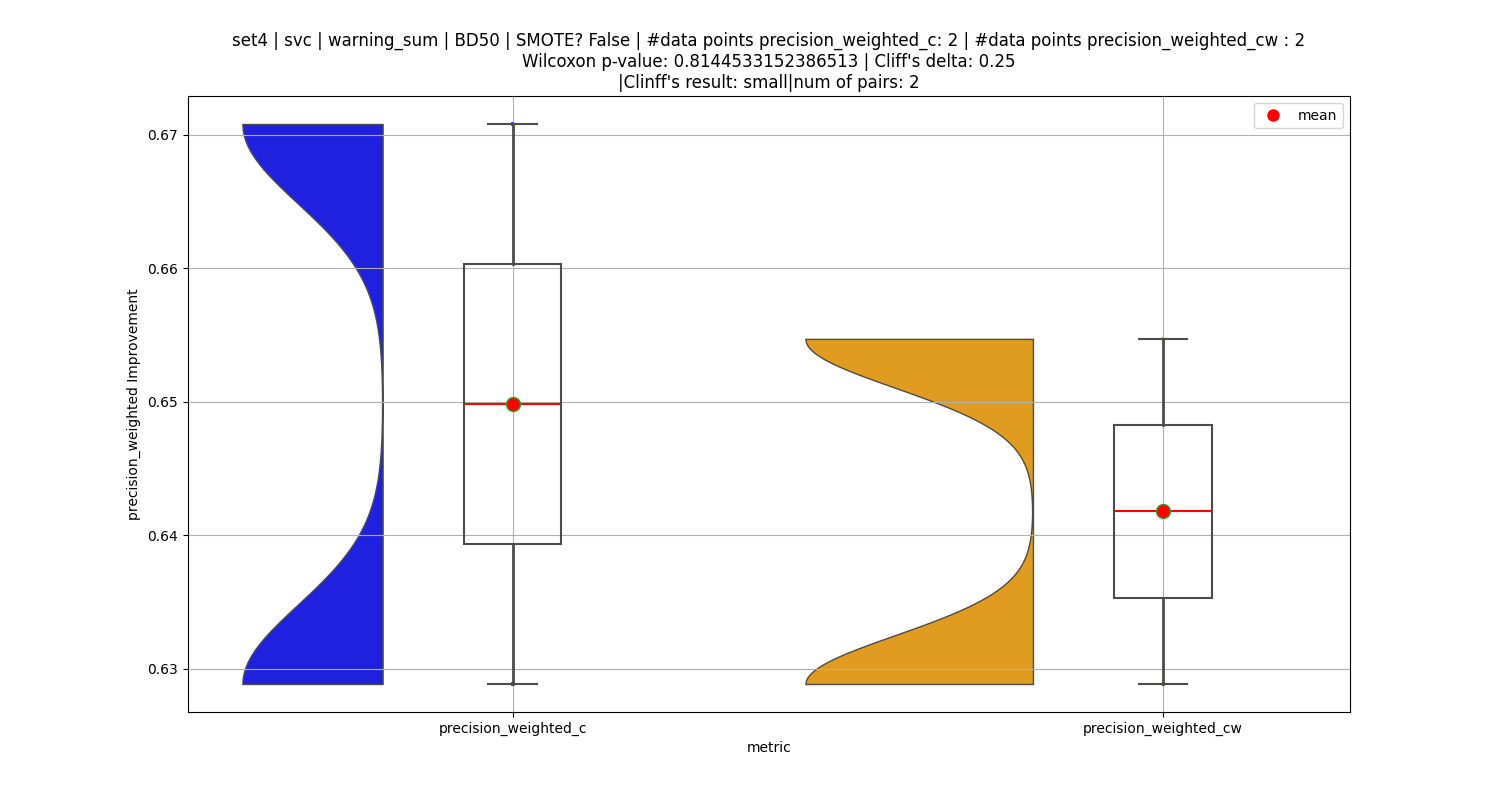 set4 | svc | warning_sum | BD50 | SMOTE? False | #data points precision_weighted_c: 2 | #data points precision_weighted_cw : 2
Wilcoxon p-value: 0.8144533152386513 | Cliff's delta: 0.25
|Clinff's result: small|num of pairs: 2
mean
0.67
0.66
0.65
0.64
0.63
precision_weighted Improvement
precision_weighted_c
precision_weighted_cw
metric